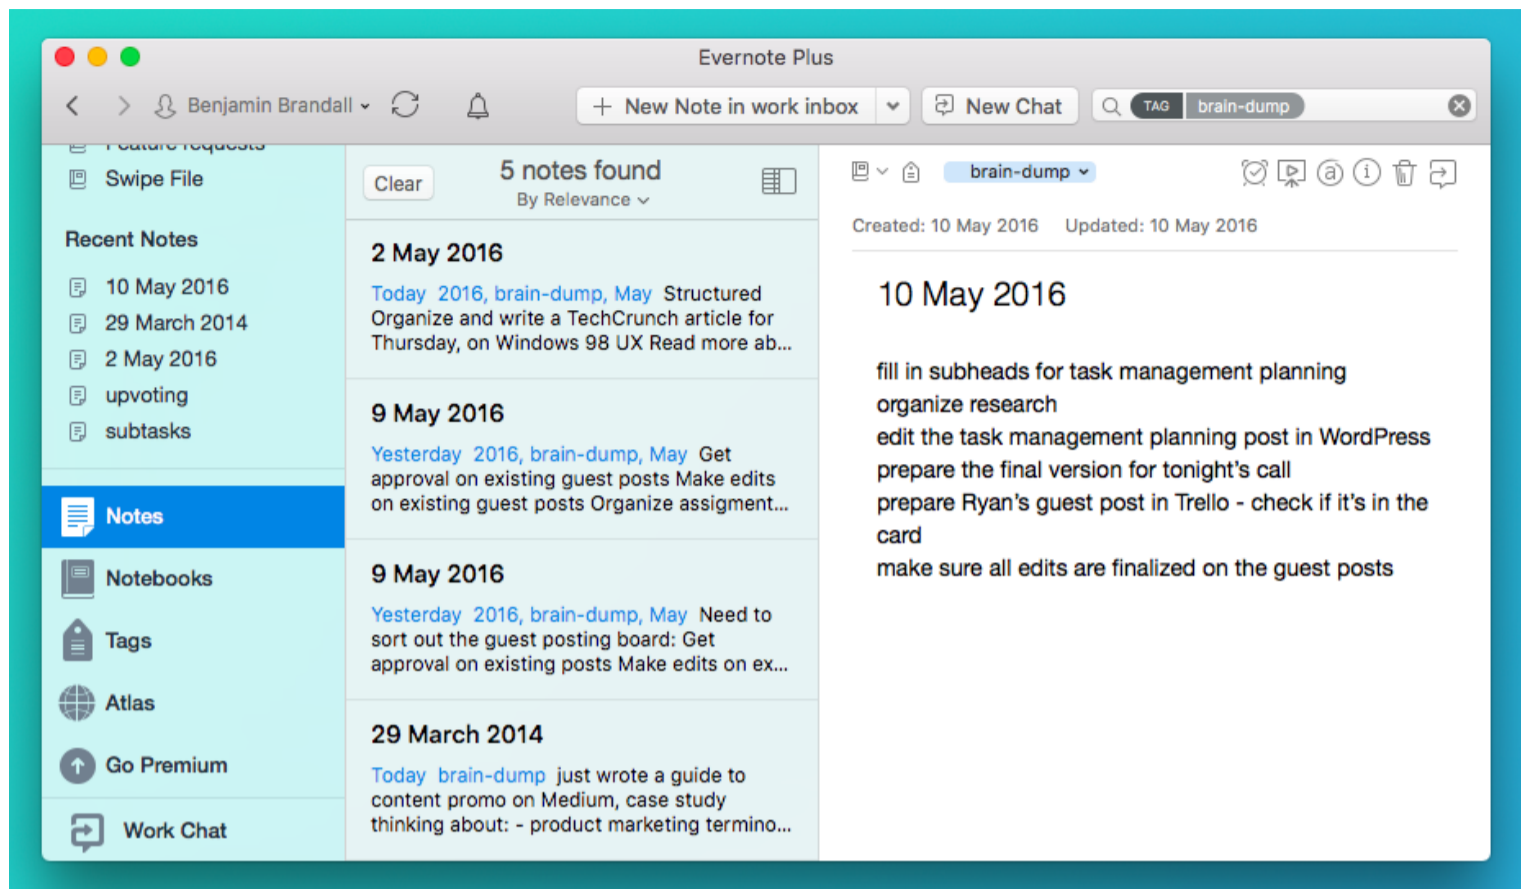 Evernote Plus
Benjamin Brandall
New Note in work inbox
New Chat
TAG brain-dump
Feature requests
Swipe File
Recent Notes
10 May 2016
29 March 2014
2 May 2016
upvoting
subtasks
Notes
Notebooks
Tags
Atlas
Go Premium
Work Chat
Clear
5 notes found
By Relevance
2 May 2016
Today 2016, brain-dump, May Structured
Organize and write a TechCrunch article for
Thursday, on Windows 98 UX Read more ab...
9 May 2016
Yesterday 2016, brain-dump, May Get
approval on existing guest posts Make edits
on existing guest posts Organize assigment...
9 May 2016
Yesterday 2016, brain-dump, May Need to
sort out the guest posting board: Get
approval on existing posts Make edits on ex...
29 March 2014
Today brain-dump just wrote a guide to
content promo on Medium, case study
thinking about: - product marketing termino...
brain-dump
Created: 10 May 2016 Updated: 10 May 2016
10 May 2016
fill in subheads for task management planning
organize research
edit the task management planning post in WordPress
prepare the final version for tonight's call
prepare Ryan's guest post in Trello - check if it's in the
card
make sure all edits are finalized on the guest posts